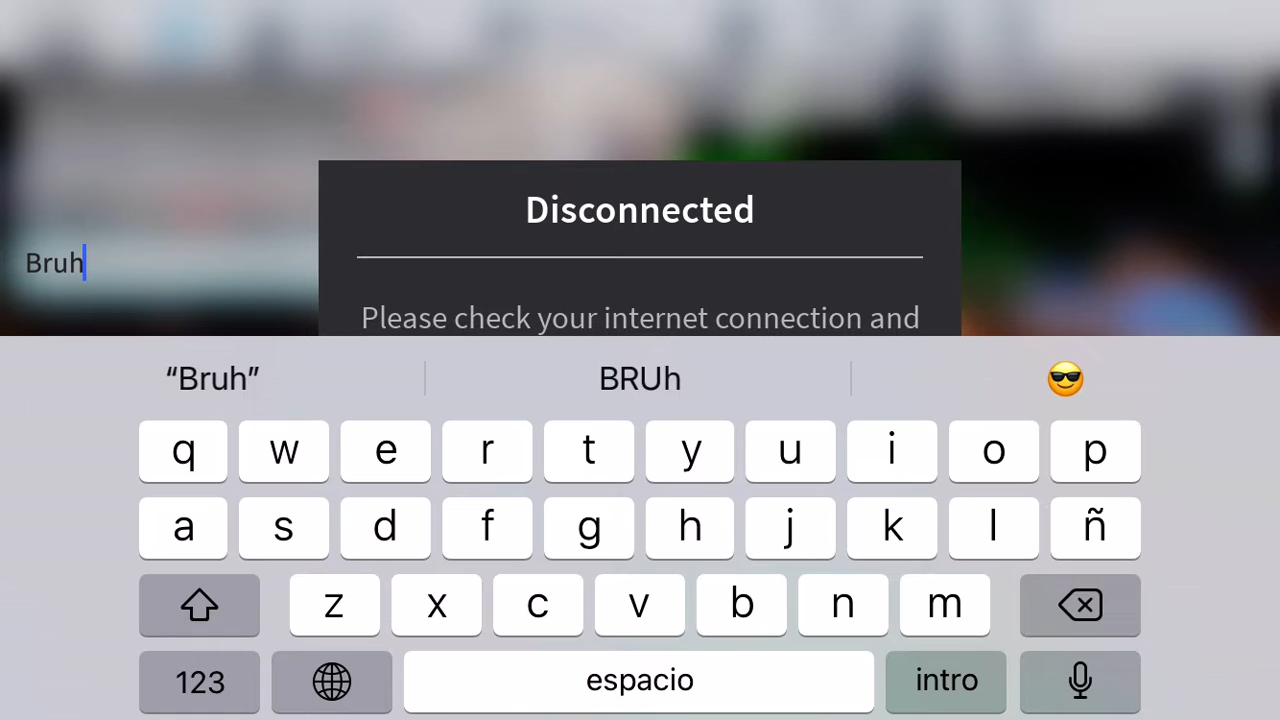 Disconnected
Bruh
Please check your internet connection and
“Bruh” BRUh 😎
q w e r t y u i o p
a s d f g h j k l ñ
z x c v b n m
123 espacio intro